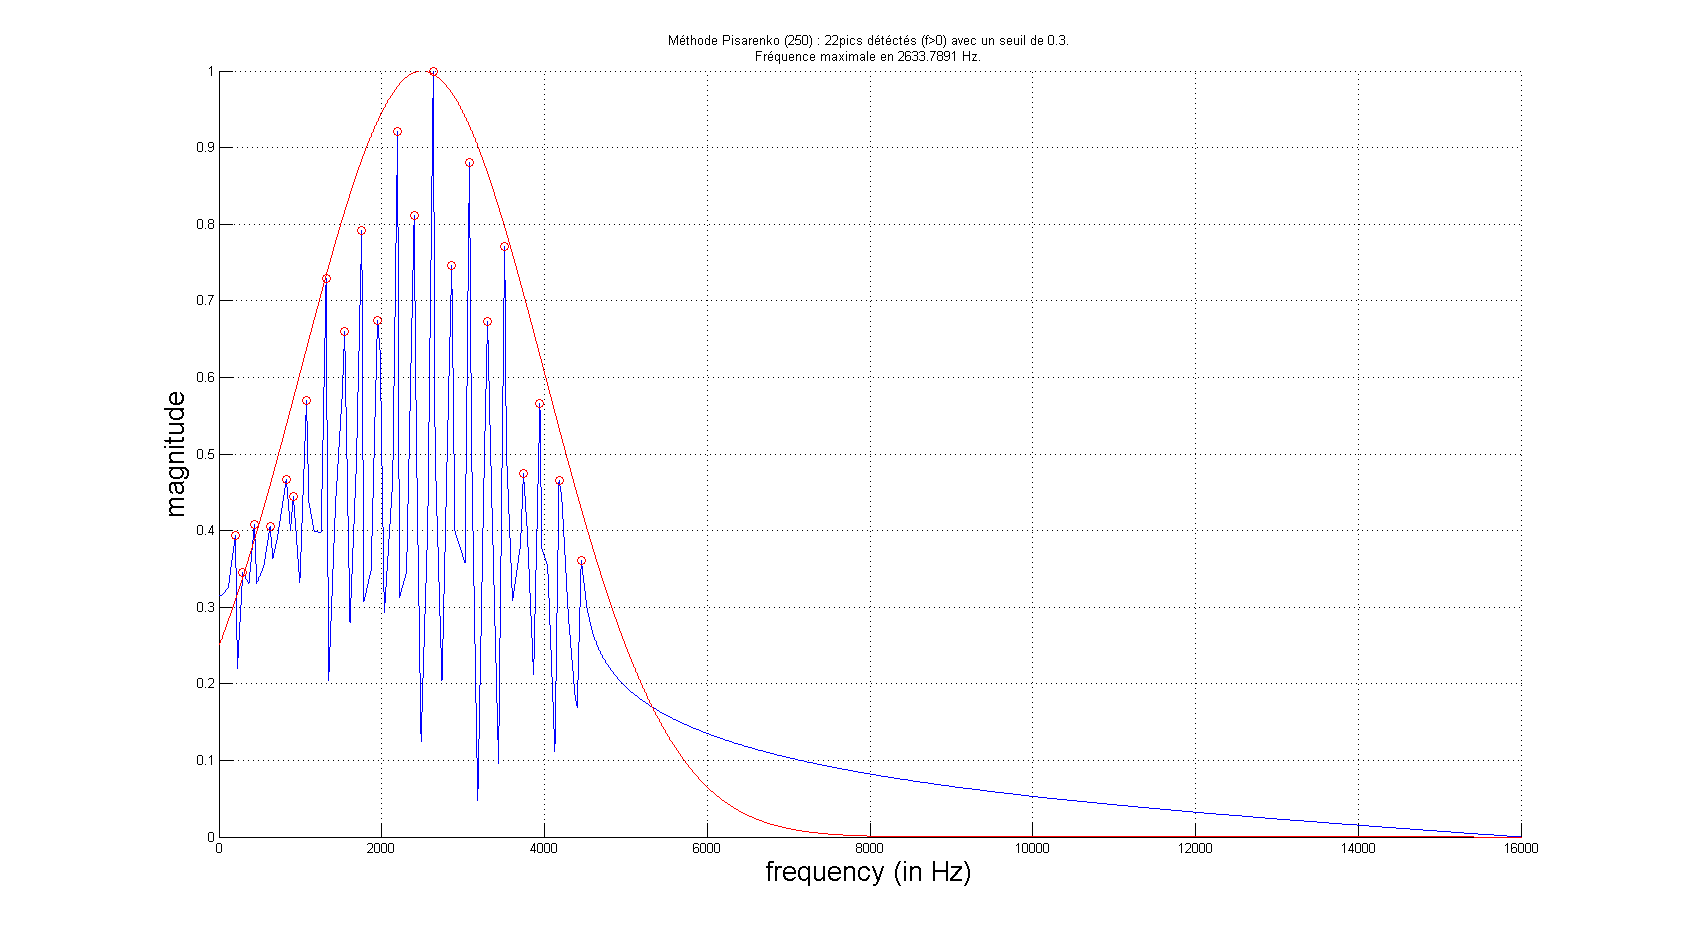 Méthode Pisarenko (250) : 22pics détéctés (f>0) avec un seuil de 0.3.
Fréquence maximale en 2633.7891 Hz.
1
0.9
0.8
0.7
0.6
0.5
0.4
0.3
0.2
0.1
0
magnitude
0 2000 4000 6000 8000 10000 12000 14000 16000
frequency (in Hz)